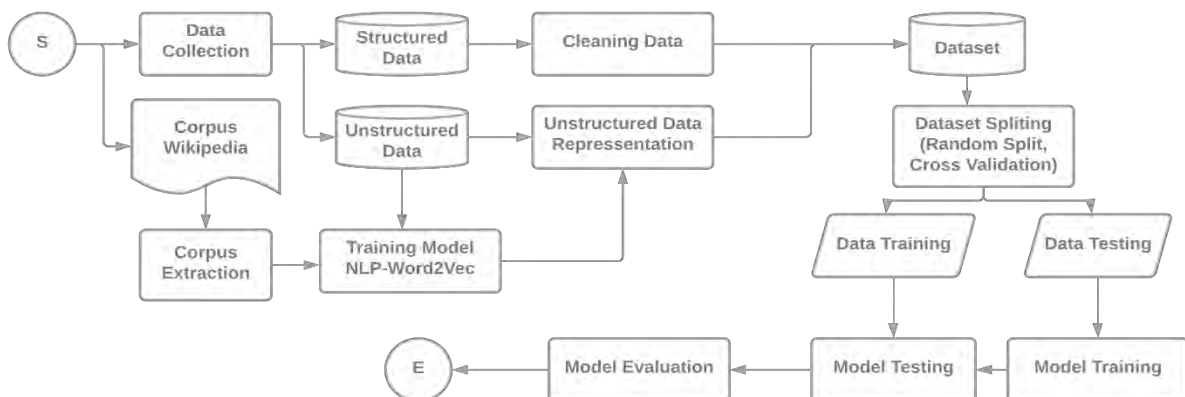 S
Data
Collection
Structured
Data
Cleaning Data
Dataset
Corpus
Wikipedia
Unstructured
Data
Unstructured Data
Repressentation
Dataset Spliting
(Random Split,
Cross Validation)
Corpus
Extraction
Training Model
NLP-Word2Vec
Data Training
Data Testing
E
Model Evaluation
Model Testing
Model Training